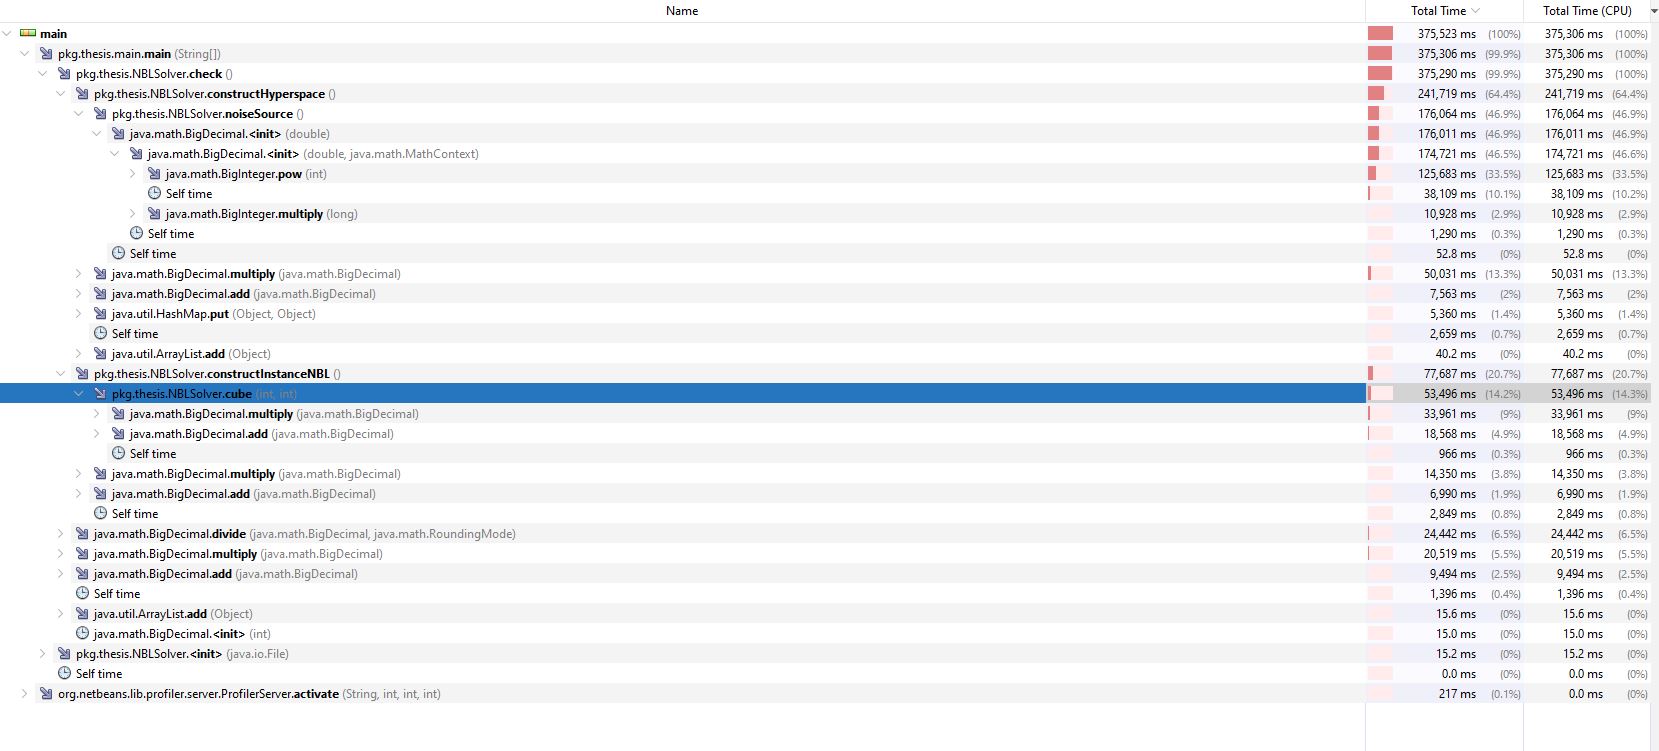 Name Total Time Total Time (CPU)
main 375,523 ms (100%) 375,306 ms (100%)
pkg.thesis.main.main (String[]) 375,306 ms (99.9%) 375,306 ms (100%)
pkg.thesis.NBLSolver.check () 375,290 ms (99.9%) 375,290 ms (100%)
pkg.thesis.NBLSolver.constructHyperspace () 241,719 ms (64.4%) 241,719 ms (64.4%)
pkg.thesis.NBLSolver.noiseSource () 176,064 ms (46.9%) 176,064 ms (46.9%)
java.math.BigDecimal.<init> (double) 176,011 ms (46.9%) 176,011 ms (46.9%)
java.math.BigDecimal.<init> (double, java.math.MathContext) 174,721 ms (46.5%) 174,721 ms (46.6%)
java.math.BigInteger.pow (int) 125,683 ms (33.5%) 125,683 ms (33.5%)
Self time 38,109 ms (10.1%) 38,109 ms (10.2%)
java.math.BigInteger.multiply (long) 10,928 ms (2.9%) 10,928 ms (2.9%)
Self time 1,290 ms (0.3%) 1,290 ms (0.3%)
Self time 52.8 ms (0%) 52.8 ms (0%)
java.math.BigDecimal.multiply (java.math.BigDecimal) 50,031 ms (13.3%) 50,031 ms (13.3%)
java.math.BigDecimal.add (java.math.BigDecimal) 7,563 ms (2%) 7,563 ms (2%)
java.util.HashMap.put (Object, Object) 5,360 ms (1.4%) 5,360 ms (1.4%)
Self time 2,659 ms (0.7%) 2,659 ms (0.7%)
java.util.ArrayList.add (Object) 40.2 ms (0%) 40.2 ms (0%)
pkg.thesis.NBLSolver.constructInstanceNBL () 77,687 ms (20.7%) 77,687 ms (20.7%)
pkg.thesis.NBLSolver.cube (int, int) 53,496 ms (14.2%) 53,496 ms (14.3%)
java.math.BigDecimal.multiply (java.math.BigDecimal) 33,961 ms (9%) 33,961 ms (9%)
java.math.BigDecimal.add (java.math.BigDecimal) 18,568 ms (4.9%) 18,568 ms (4.9%)
Self time 966 ms (0.3%) 966 ms (0.3%)
java.math.BigDecimal.multiply (java.math.BigDecimal) 14,350 ms (3.8%) 14,350 ms (3.8%)
java.math.BigDecimal.add (java.math.BigDecimal) 6,990 ms (1.9%) 6,990 ms (1.9%)
Self time 2,849 ms (0.8%) 2,849 ms (0.8%)
java.math.BigDecimal.divide (java.math.BigDecimal, java.math.RoundingMode) 24,442 ms (6.5%) 24,442 ms (6.5%)
java.math.BigDecimal.multiply (java.math.BigDecimal) 20,519 ms (5.5%) 20,519 ms (5.5%)
java.math.BigDecimal.add (java.math.BigDecimal) 9,494 ms (2.5%) 9,494 ms (2.5%)
Self time 1,396 ms (0.4%) 1,396 ms (0.4%)
java.util.ArrayList.add (Object) 15.6 ms (0%) 15.6 ms (0%)
java.math.BigDecimal.<init> (int) 15.0 ms (0%) 15.0 ms (0%)
pkg.thesis.NBLSolver.<init> (java.io.File) 15.2 ms (0%) 15.2 ms (0%)
Self time 0.0 ms (0%) 0.0 ms (0%)
org.netbeans.lib.profiler.server.ProfilerServer.activate (String, int, int, int) 217 ms (0.1%) 0.0 ms (0%)